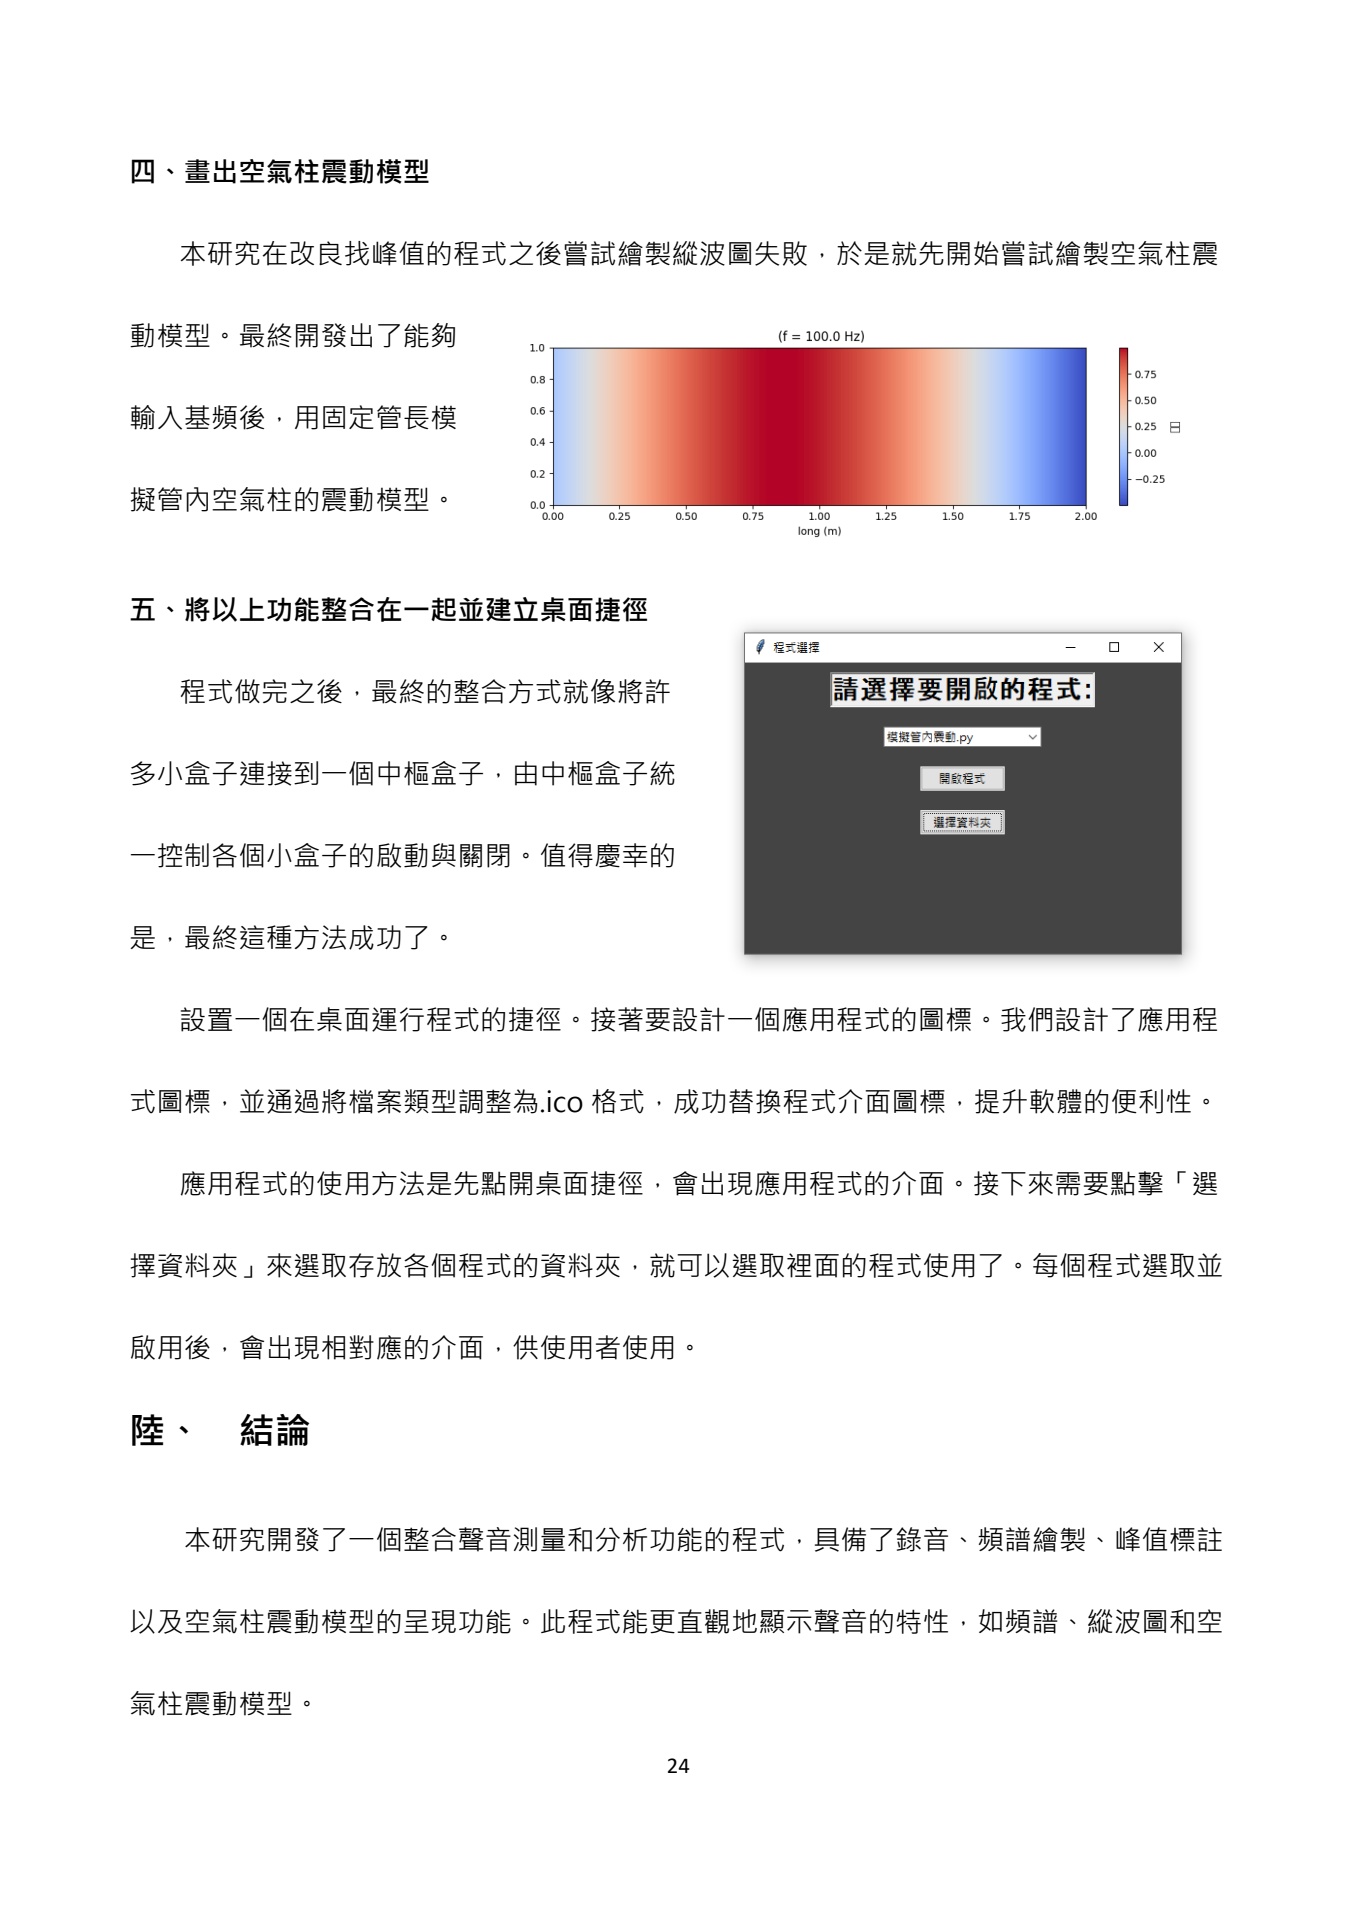 四、畫出空氣柱震動模型
本研究在改良找峰值的程式之後嘗試繪製縱波圖失敗，於是就先開始嘗試繪製空氣柱震
動模型。最終開發出了能夠
輸入基頻後，用固定管長模
擬管內空氣柱的震動模型。
(f = 100.0 Hz)
1.0
0.8
0.6
0.4
0.2
0.0
0.00 0.25 0.50 0.75 1.00 1.25 1.50 1.75 2.00
long (m)
0.75
0.50
0.25
0.00
−0.25
五、將以上功能整合在一起並建立桌面捷徑
程式做完之後，最終的整合方式就像將許
多小盒子連接到一個中樞盒子，由中樞盒子統
一控制各個小盒子的啟動與關閉。值得慶幸的
是，最終這種方法成功了。
程式選擇
請選擇要開啟的程式:
模擬管內震動.py
開啟程式
選擇資料夾
設置一個在桌面運行程式的捷徑。接著要設計一個應用程式的圖標。我們設計了應用程
式圖標，並通過將檔案類型調整為.ico 格式，成功替換程式介面圖標，提升軟體的便利性。
應用程式的使用方法是先點開桌面捷徑，會出現應用程式的介面。接下來需要點擊「選
擇資料夾」來選取存放各個程式的資料夾，就可以選取裡面的程式使用了。每個程式選取並
啟用後，會出現相對應的介面，供使用者使用。
陸、 結論
本研究開發了一個整合聲音測量和分析功能的程式，具備了錄音、頻譜繪製、峰值標註
以及空氣柱震動模型的呈現功能。此程式能更直觀地顯示聲音的特性，如頻譜、縱波圖和空
氣柱震動模型。
24